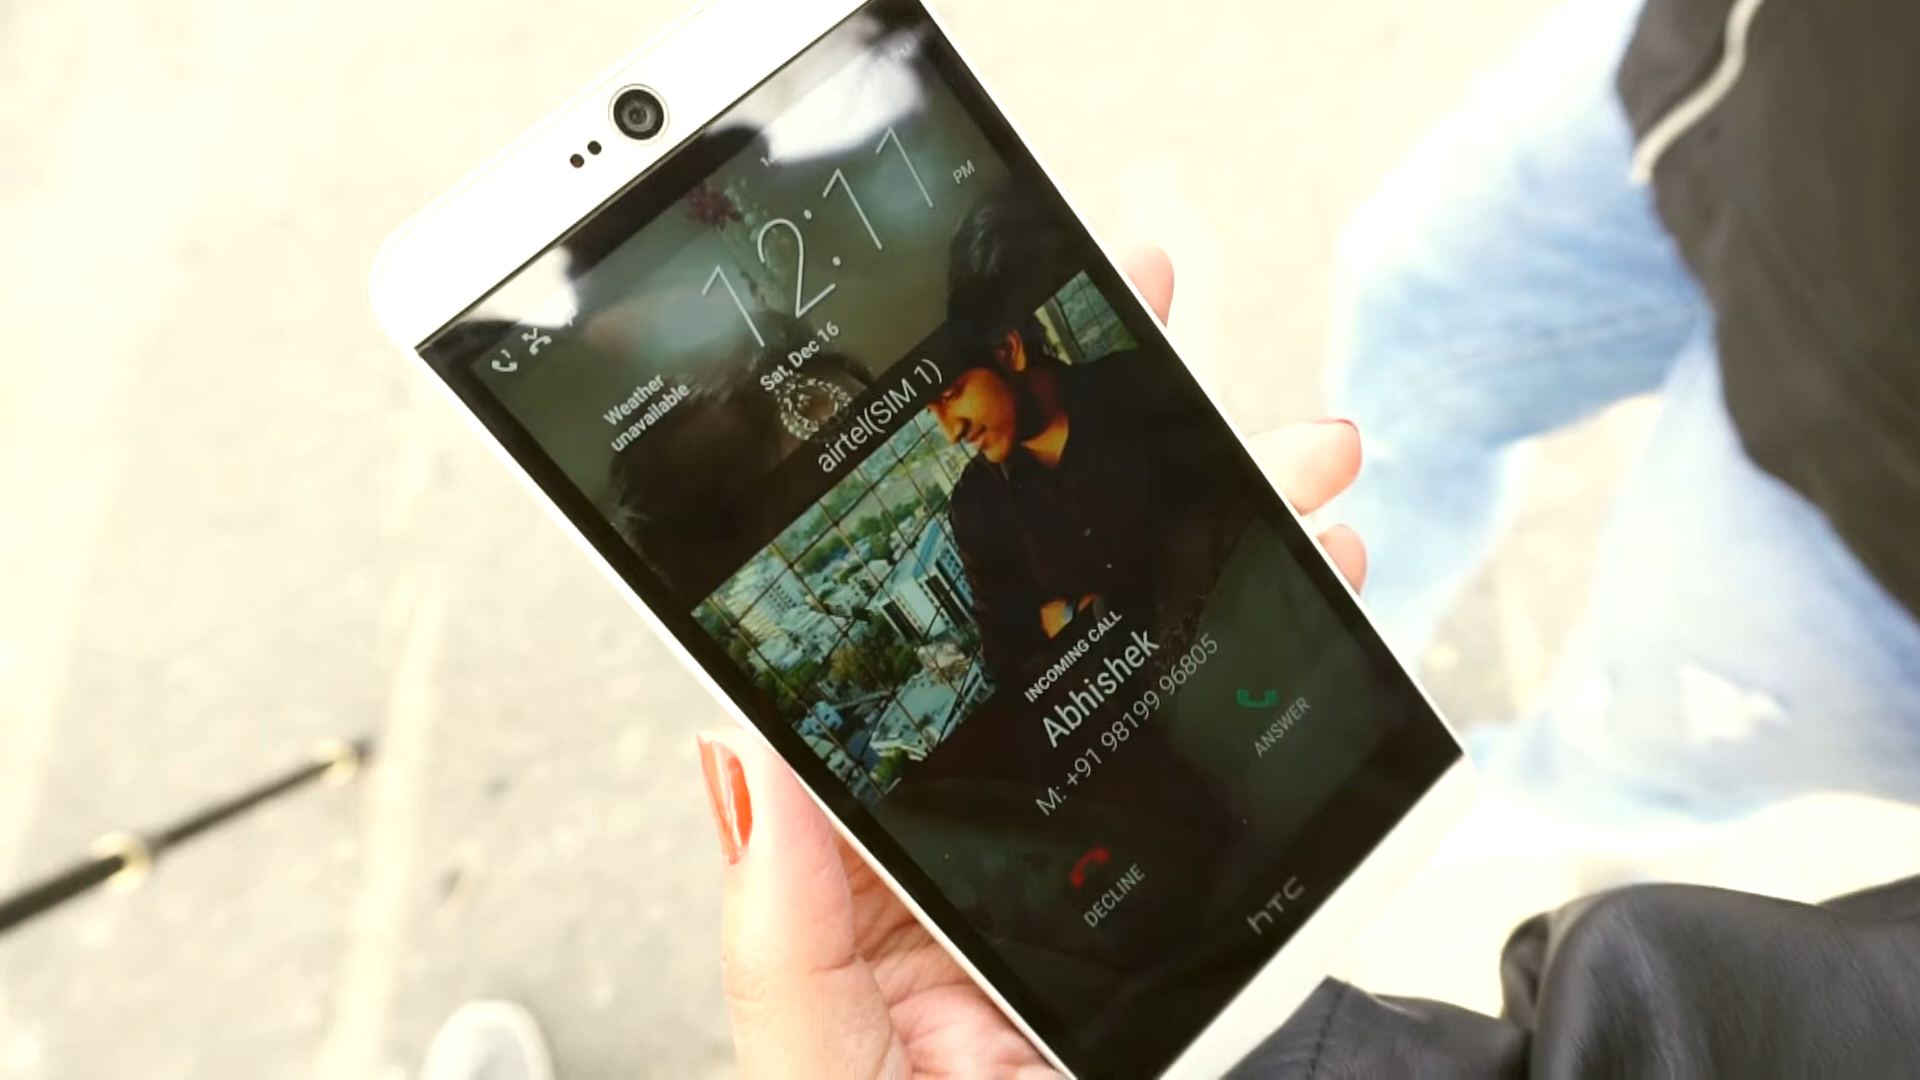 12:11 PM
Sat, Dec 16
Weather
unavailable
airtel(SIM 1)
INCOMING CALL
Abhishek
M: +91 98199 96805
ANSWER
DECLINE
hTC